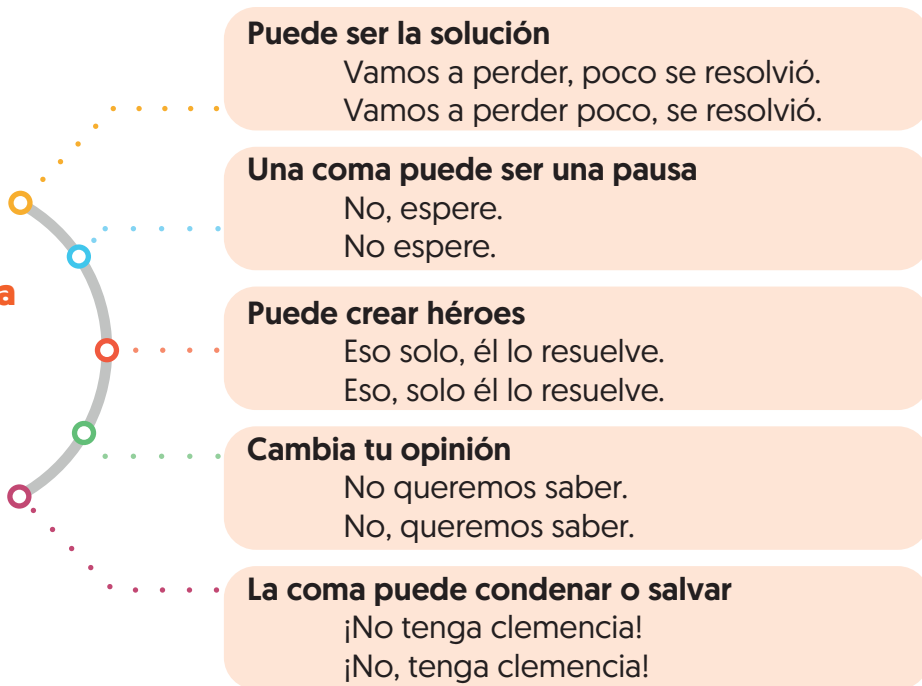 Puede ser la solución
Vamos a perder, poco se resolvió.
Vamos a perder poco, se resolvió.
Una coma puede ser una pausa
No, espere.
No espere.
Puede crear héroes
Eso solo, él lo resuelve.
Eso, solo él lo resuelve.
Cambia tu opinión
No queremos saber.
No, queremos saber.
La coma puede condenar o salvar
¡No tenga clemencia!
¡No, tenga clemencia!